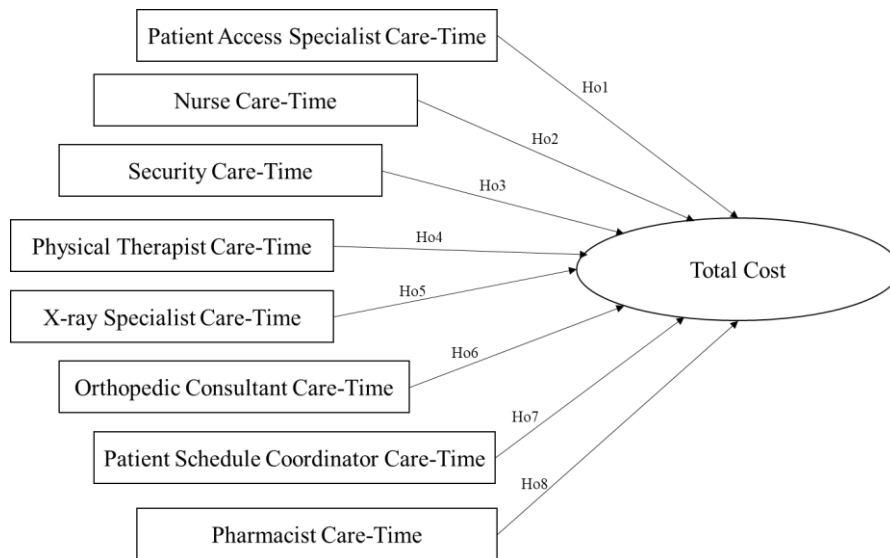 Patient Access Specialist Care-Time
Ho1
Nurse Care-Time
Ho2
Security Care-Time
Ho3
Physical Therapist Care-Time
Ho4
Total Cost
X-ray Specialist Care-Time
Ho5
Orthopedic Consultant Care-Time
Ho6
Patient Schedule Coordinator Care-Time
Ho7
Pharmacist Care-Time
Ho8